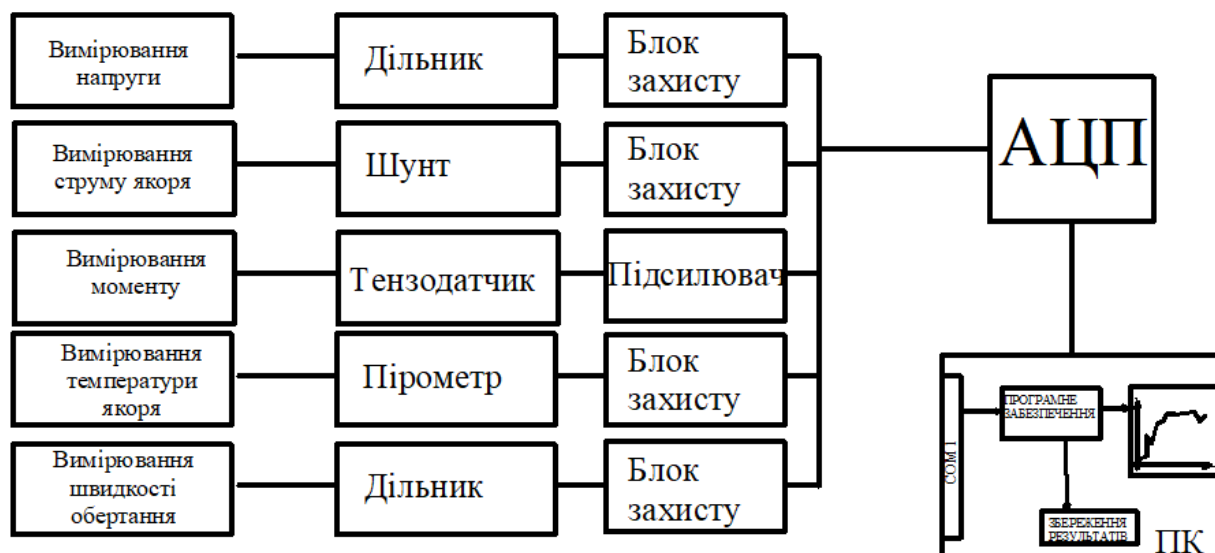 Вимірювання
напруги
Дільник
Блок
захисту
Вимірювання
струму якоря
Шунт
Блок
захисту
Вимірювання
моменту
Тензодатчик
Підсилювач
Вимірювання
температури
якоря
Пірометр
Блок
захисту
Вимірювання
швидкості
обертання
Дільник
Блок
захисту
АЦП
COM 1
ПРОГРАМНЕ
ЗАБЕЗПЕЧЕННЯ
ЗБЕРЕЖЕННЯ
РЕЗУЛЬТАТІВ
ПК